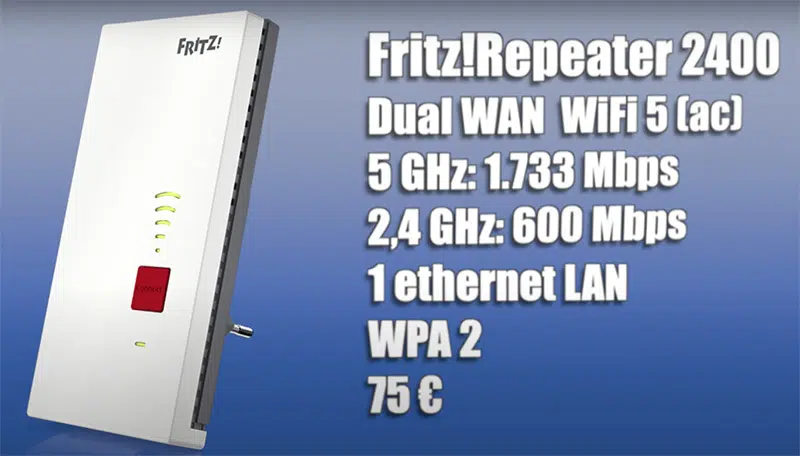 FRITZ!
Fritz!Repeater 2400
Dual WAN WiFi 5 (ac)
5 GHz: 1.733 Mbps
2,4 GHz: 600 Mbps
1 ethernet LAN
WPA 2
75 €